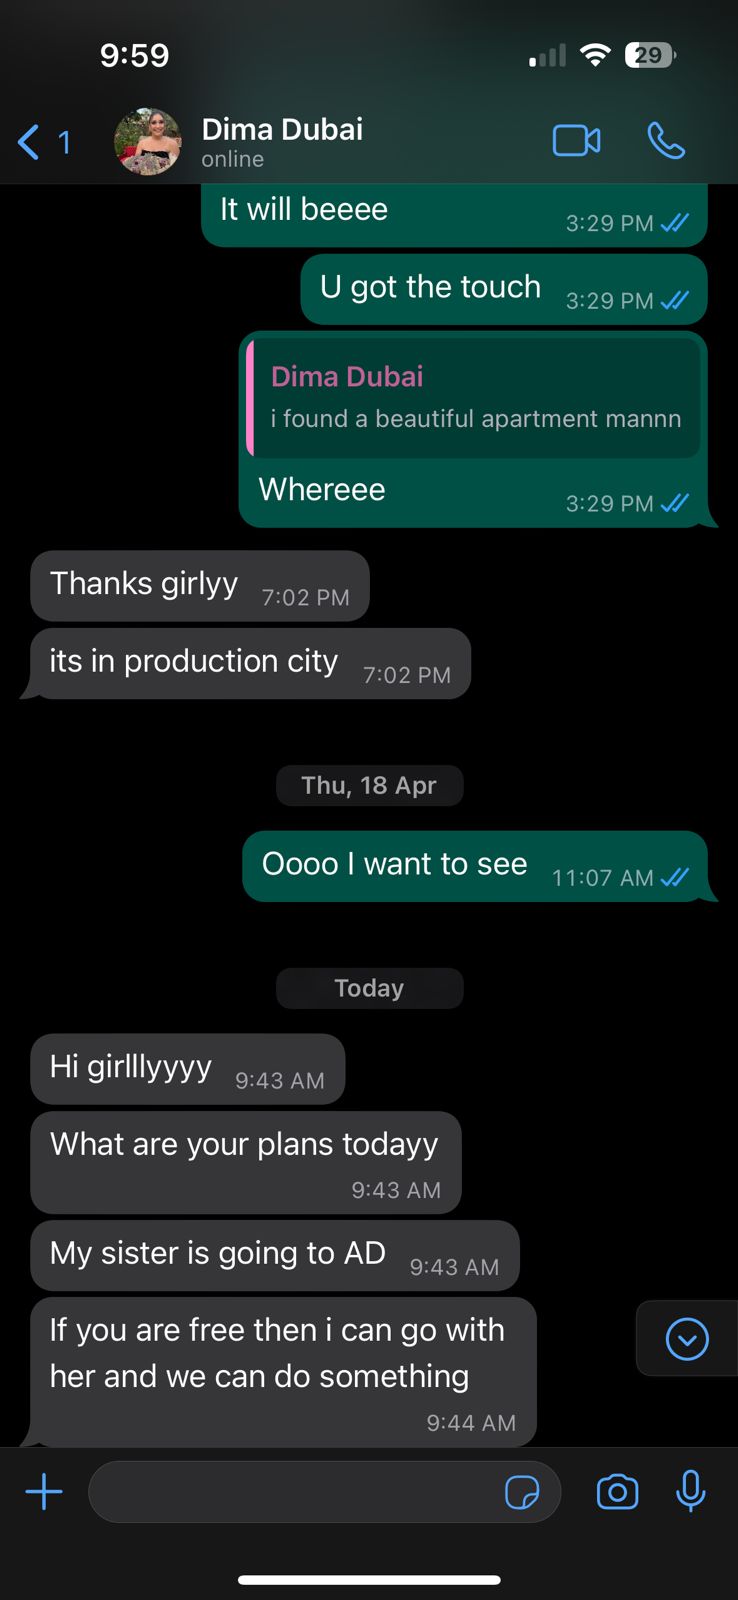 9:59
29
1
Dima Dubai
online
It will beeee
3:29 PM
U got the touch
3:29 PM
Dima Dubai
i found a beautiful apartment mannn
Whereee
3:29 PM
Thanks girlyy
7:02 PM
its in production city
7:02 PM
Thu, 18 Apr
Oooo I want to see
11:07 AM
Today
Hi girlllyyyy
9:43 AM
What are your plans todayy
9:43 AM
My sister is going to AD
9:43 AM
If you are free then i can go with
her and we can do something
9:44 AM